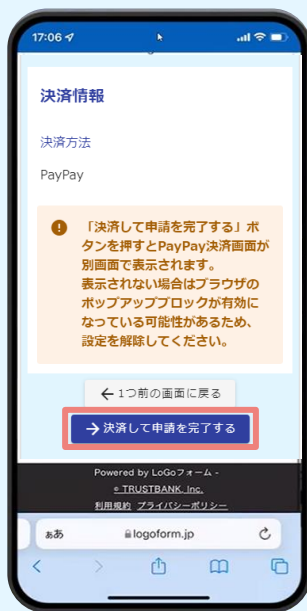 17:06
決済情報
決済方法
PayPay
「決済して申請を完了する」ボ
タンを押すとPayPay決済画面が
別画面で表示されます。
表示されない場合はブラウザの
ポップアップブロックが有効に
なっている可能性があるため、
設定を解除してください。
←1つ前の画面に戻る
→決済して申請を完了する
Powered by LoGoフォーム -
© TRUSTBANK, Inc.
利用規約 プライバシーポリシー
ぁあ logoform.jp